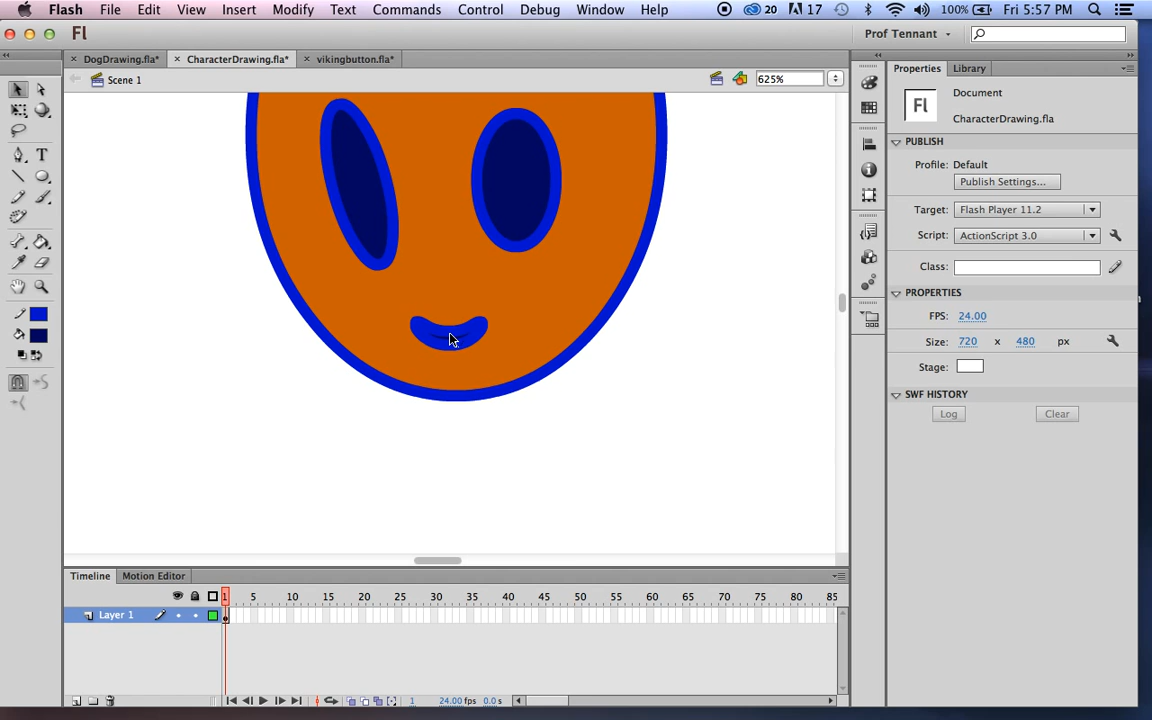 Flash File Edit View Insert Modify Text Commands Control Debug Window Help 20 17 100% Fri 5:57 PM
Fl Prof Tennant
DogDrawing.fla* CharacterDrawing.fla* vikingbutton.fla* Properties Library
Scene 1 625%
Document
Fl
CharacterDrawing.fla
PUBLISH
Profile: Default
Publish Settings...
Target: Flash Player 11.2
Script: ActionScript 3.0
Class:
PROPERTIES
FPS: 24.00
Size: 720 x 480 px
Stage:
SWF HISTORY
Log Clear
T
Timeline Motion Editor
1 5 10 15 20 25 30 35 40 45 50 55 60 65 70 75 80 85
Layer 1
1 24.00 fps 0.0 s